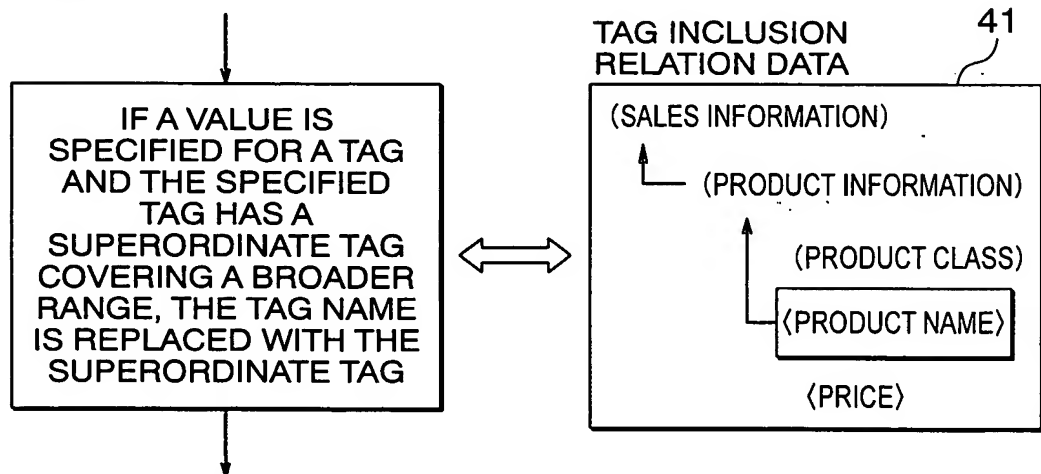 IF A VALUE IS
SPECIFIED FOR A TAG
AND THE SPECIFIED
TAG HAS A
SUPERORDINATE TAG
COVERING A BROADER
RANGE, THE TAG NAME
IS REPLACED WITH THE
SUPERORDINATE TAG
TAG INCLUSION
RELATION DATA
41
(SALES INFORMATION)
(PRODUCT INFORMATION)
(PRODUCT CLASS)
〈PRODUCT NAME〉
〈PRICE〉